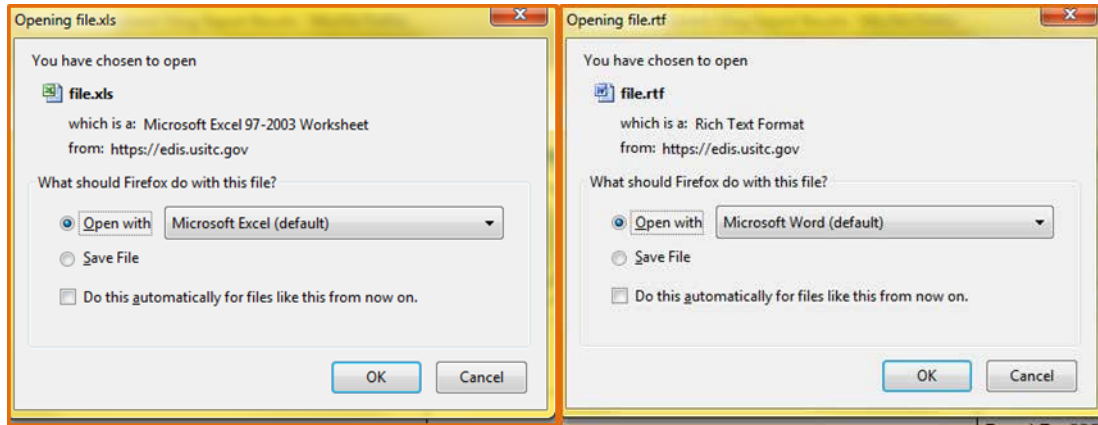 Opening file.xls
You have chosen to open
file.xls
which is a: Microsoft Excel 97-2003 Worksheet
from: https://edis.usitc.gov
What should Firefox do with this file?
Open with Microsoft Excel (default)
Save File
Do this automatically for files like this from now on.
OK Cancel
Opening file.rtf
You have chosen to open
file.rtf
which is a: Rich Text Format
from: https://edis.usitc.gov
What should Firefox do with this file?
Open with Microsoft Word (default)
Save File
Do this automatically for files like this from now on.
OK Cancel